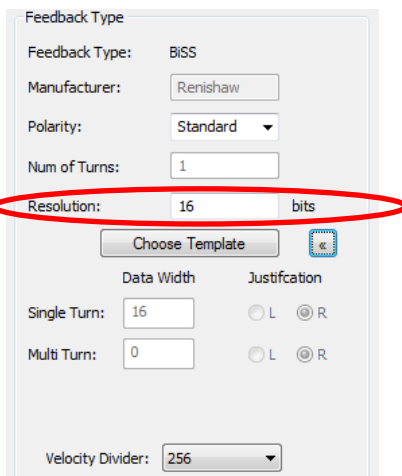 Feedback Type
Feedback Type: BiSS
Manufacturer: Renishaw
Polarity: Standard
Num of Turns: 1
Resolution: 16 bits
Choose Template «
Data Width Justifcation
Single Turn: 16 L R
Multi Turn: 0 L R
Velocity Divider: 256